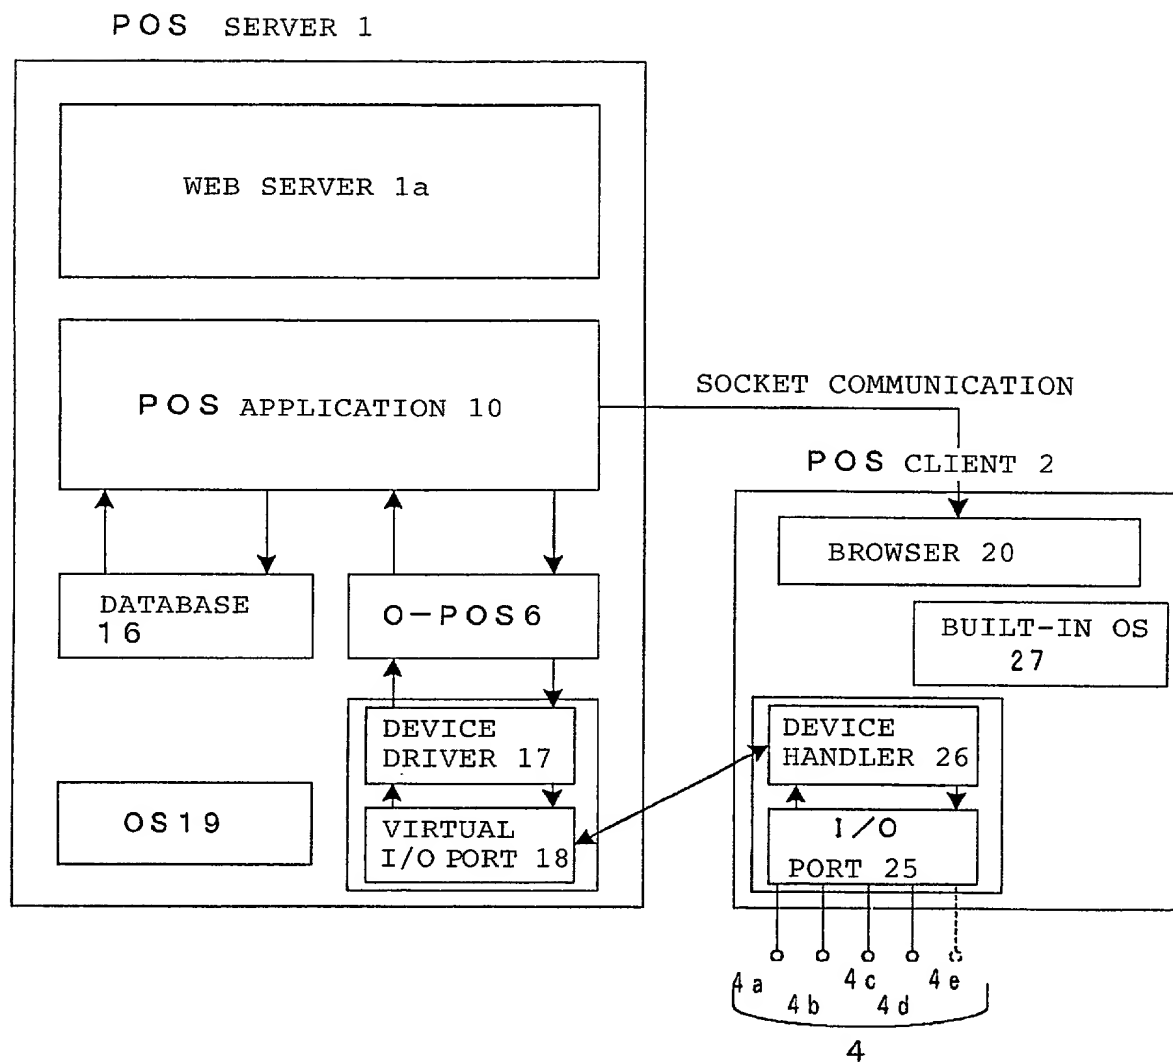 POS SERVER 1
WEB SERVER 1a
POS APPLICATION 10
SOCKET COMMUNICATION
POS CLIENT 2
BROWSER 20
DATABASE
16
O-POS6
BUILT-IN OS
27
DEVICE
DRIVER 17
DEVICE
HANDLER 26
OS19
VIRTUAL
I/O PORT 18
I/O
PORT 25
4a
4b
4c
4d
4e
4